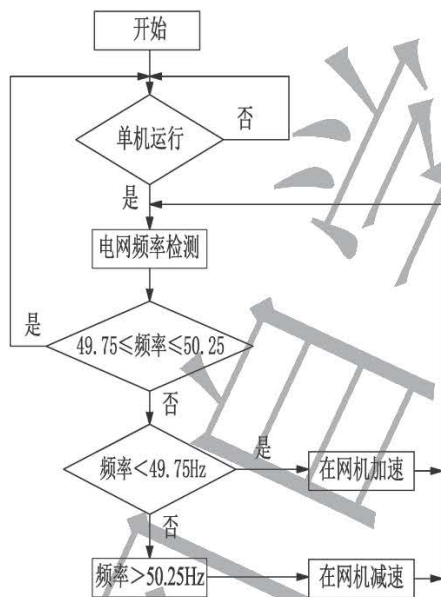 开始
单机运行
否
是
电网频率检测
49.75≤频率≤50.25
是
否
频率<49.75Hz
是
在网机加速
否
频率>50.25Hz
在网机减速